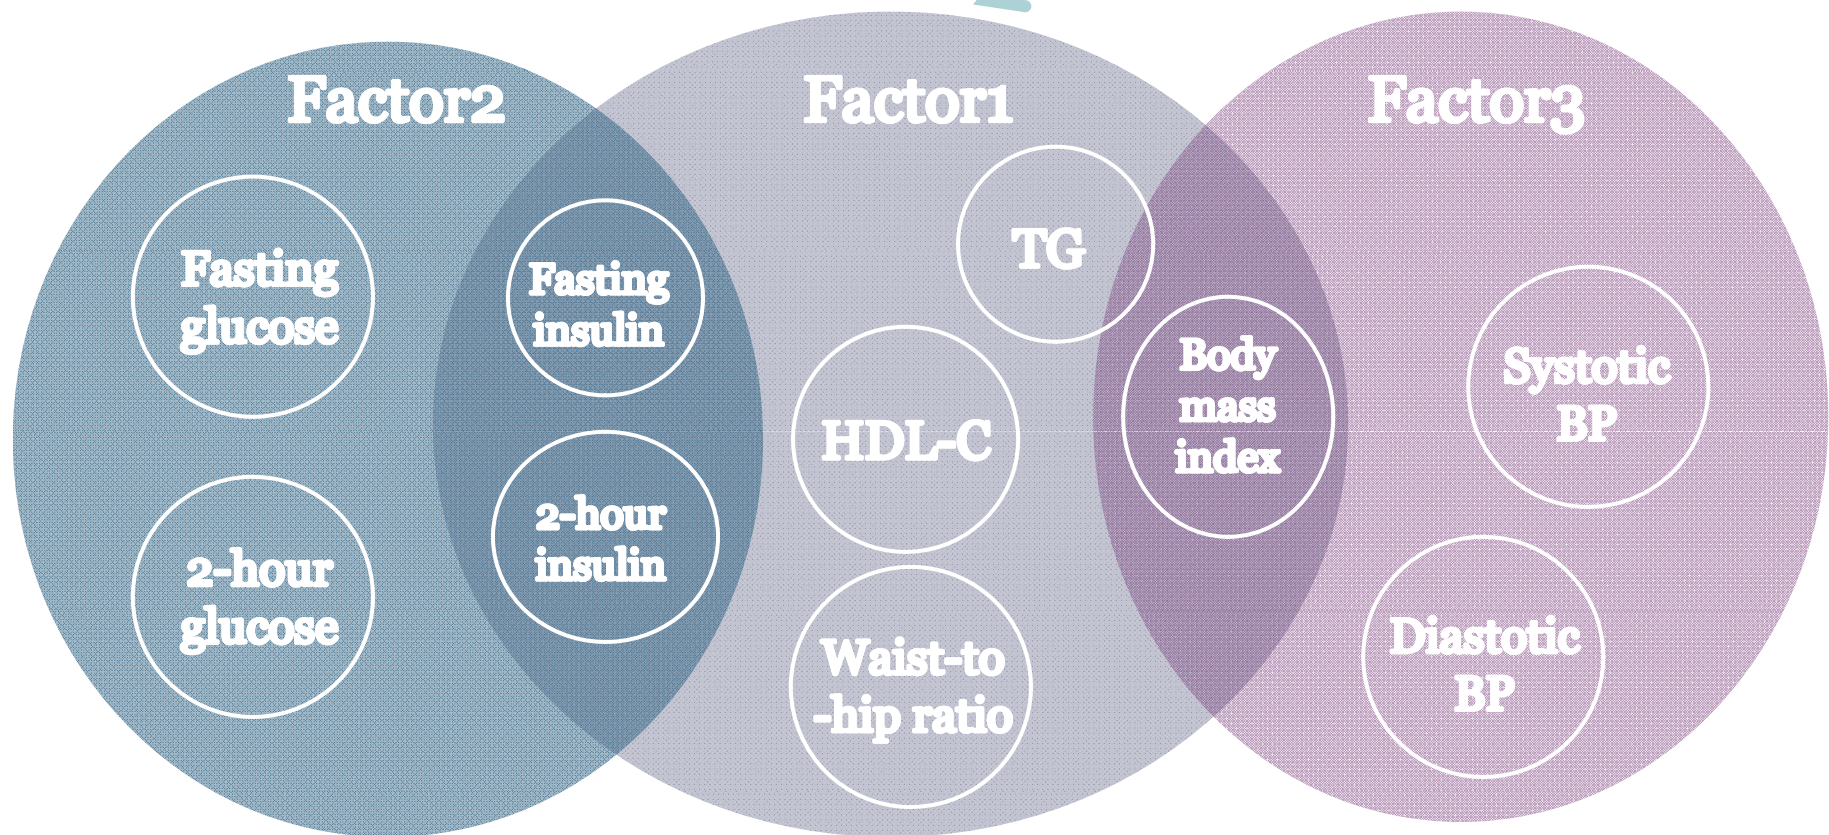 Factor2
Factor1
Factor3
Fasting
glucose
Fasting
insulin
TG
Body
mass
index
Systotic
BP
HDL-C
2-hour
glucose
2-hour
insulin
Waist-to
-hip ratio
Diastotic
BP